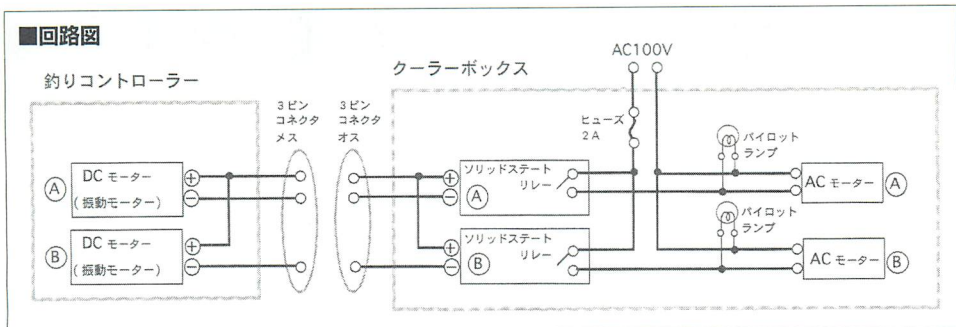 ■回路図
釣りコントローラー
クーラーボックス
AC100V
3ピン
コネクタ
メス
3ピン
コネクタ
オス
ヒューズ
2A
パイロット
ランプ
Ⓐ
DC モーター
(振動モーター)
⊕
⊖
⊕
⊖
ソリッドステート
リレー
Ⓐ
AC モーター
Ⓐ
パイロット
ランプ
Ⓑ
DC モーター
(振動モーター)
⊕
⊖
⊕
⊖
ソリッドステート
リレー
Ⓑ
AC モーター
Ⓑ